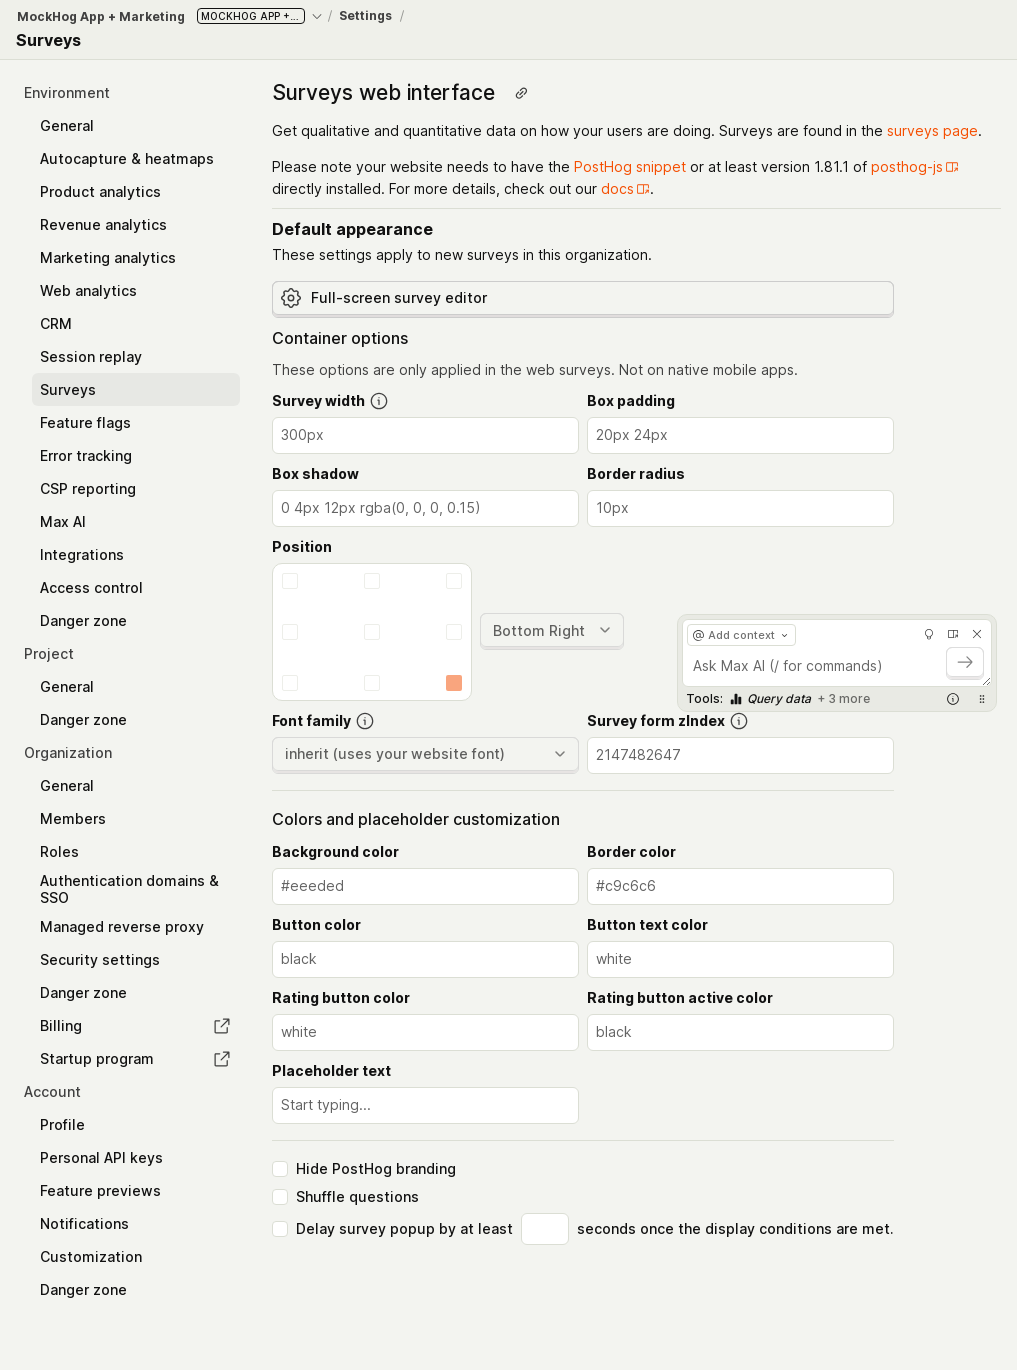 MockHog App + Marketing MOCKHOG APP +... / Settings /
Surveys
Environment
General
Autocapture & heatmaps
Product analytics
Revenue analytics
Marketing analytics
Web analytics
CRM
Session replay
Surveys
Feature flags
Error tracking
CSP reporting
Max AI
Integrations
Access control
Danger zone
Project
General
Danger zone
Organization
General
Members
Roles
Authentication domains &
SSO
Managed reverse proxy
Security settings
Danger zone
Billing
Startup program
Account
Profile
Personal API keys
Feature previews
Notifications
Customization
Danger zone
Surveys web interface
Get qualitative and quantitative data on how your users are doing. Surveys are found in the surveys page.
Please note your website needs to have the PostHog snippet or at least version 1.81.1 of posthog-js
directly installed. For more details, check out our docs.
Default appearance
These settings apply to new surveys in this organization.
Full-screen survey editor
Container options
These options are only applied in the web surveys. Not on native mobile apps.
Survey width Box padding
300px 20px 24px
Box shadow Border radius
0 4px 12px rgba(0, 0, 0, 0.15) 10px
Position
Bottom Right
@ Add context
Ask Max AI (/ for commands)
Tools: Query data + 3 more
Font family Survey form zIndex
inherit (uses your website font) 2147482647
Colors and placeholder customization
Background color Border color
#eeeded #c9c6c6
Button color Button text color
black white
Rating button color Rating button active color
white black
Placeholder text
Start typing...
Hide PostHog branding
Shuffle questions
Delay survey popup by at least seconds once the display conditions are met.